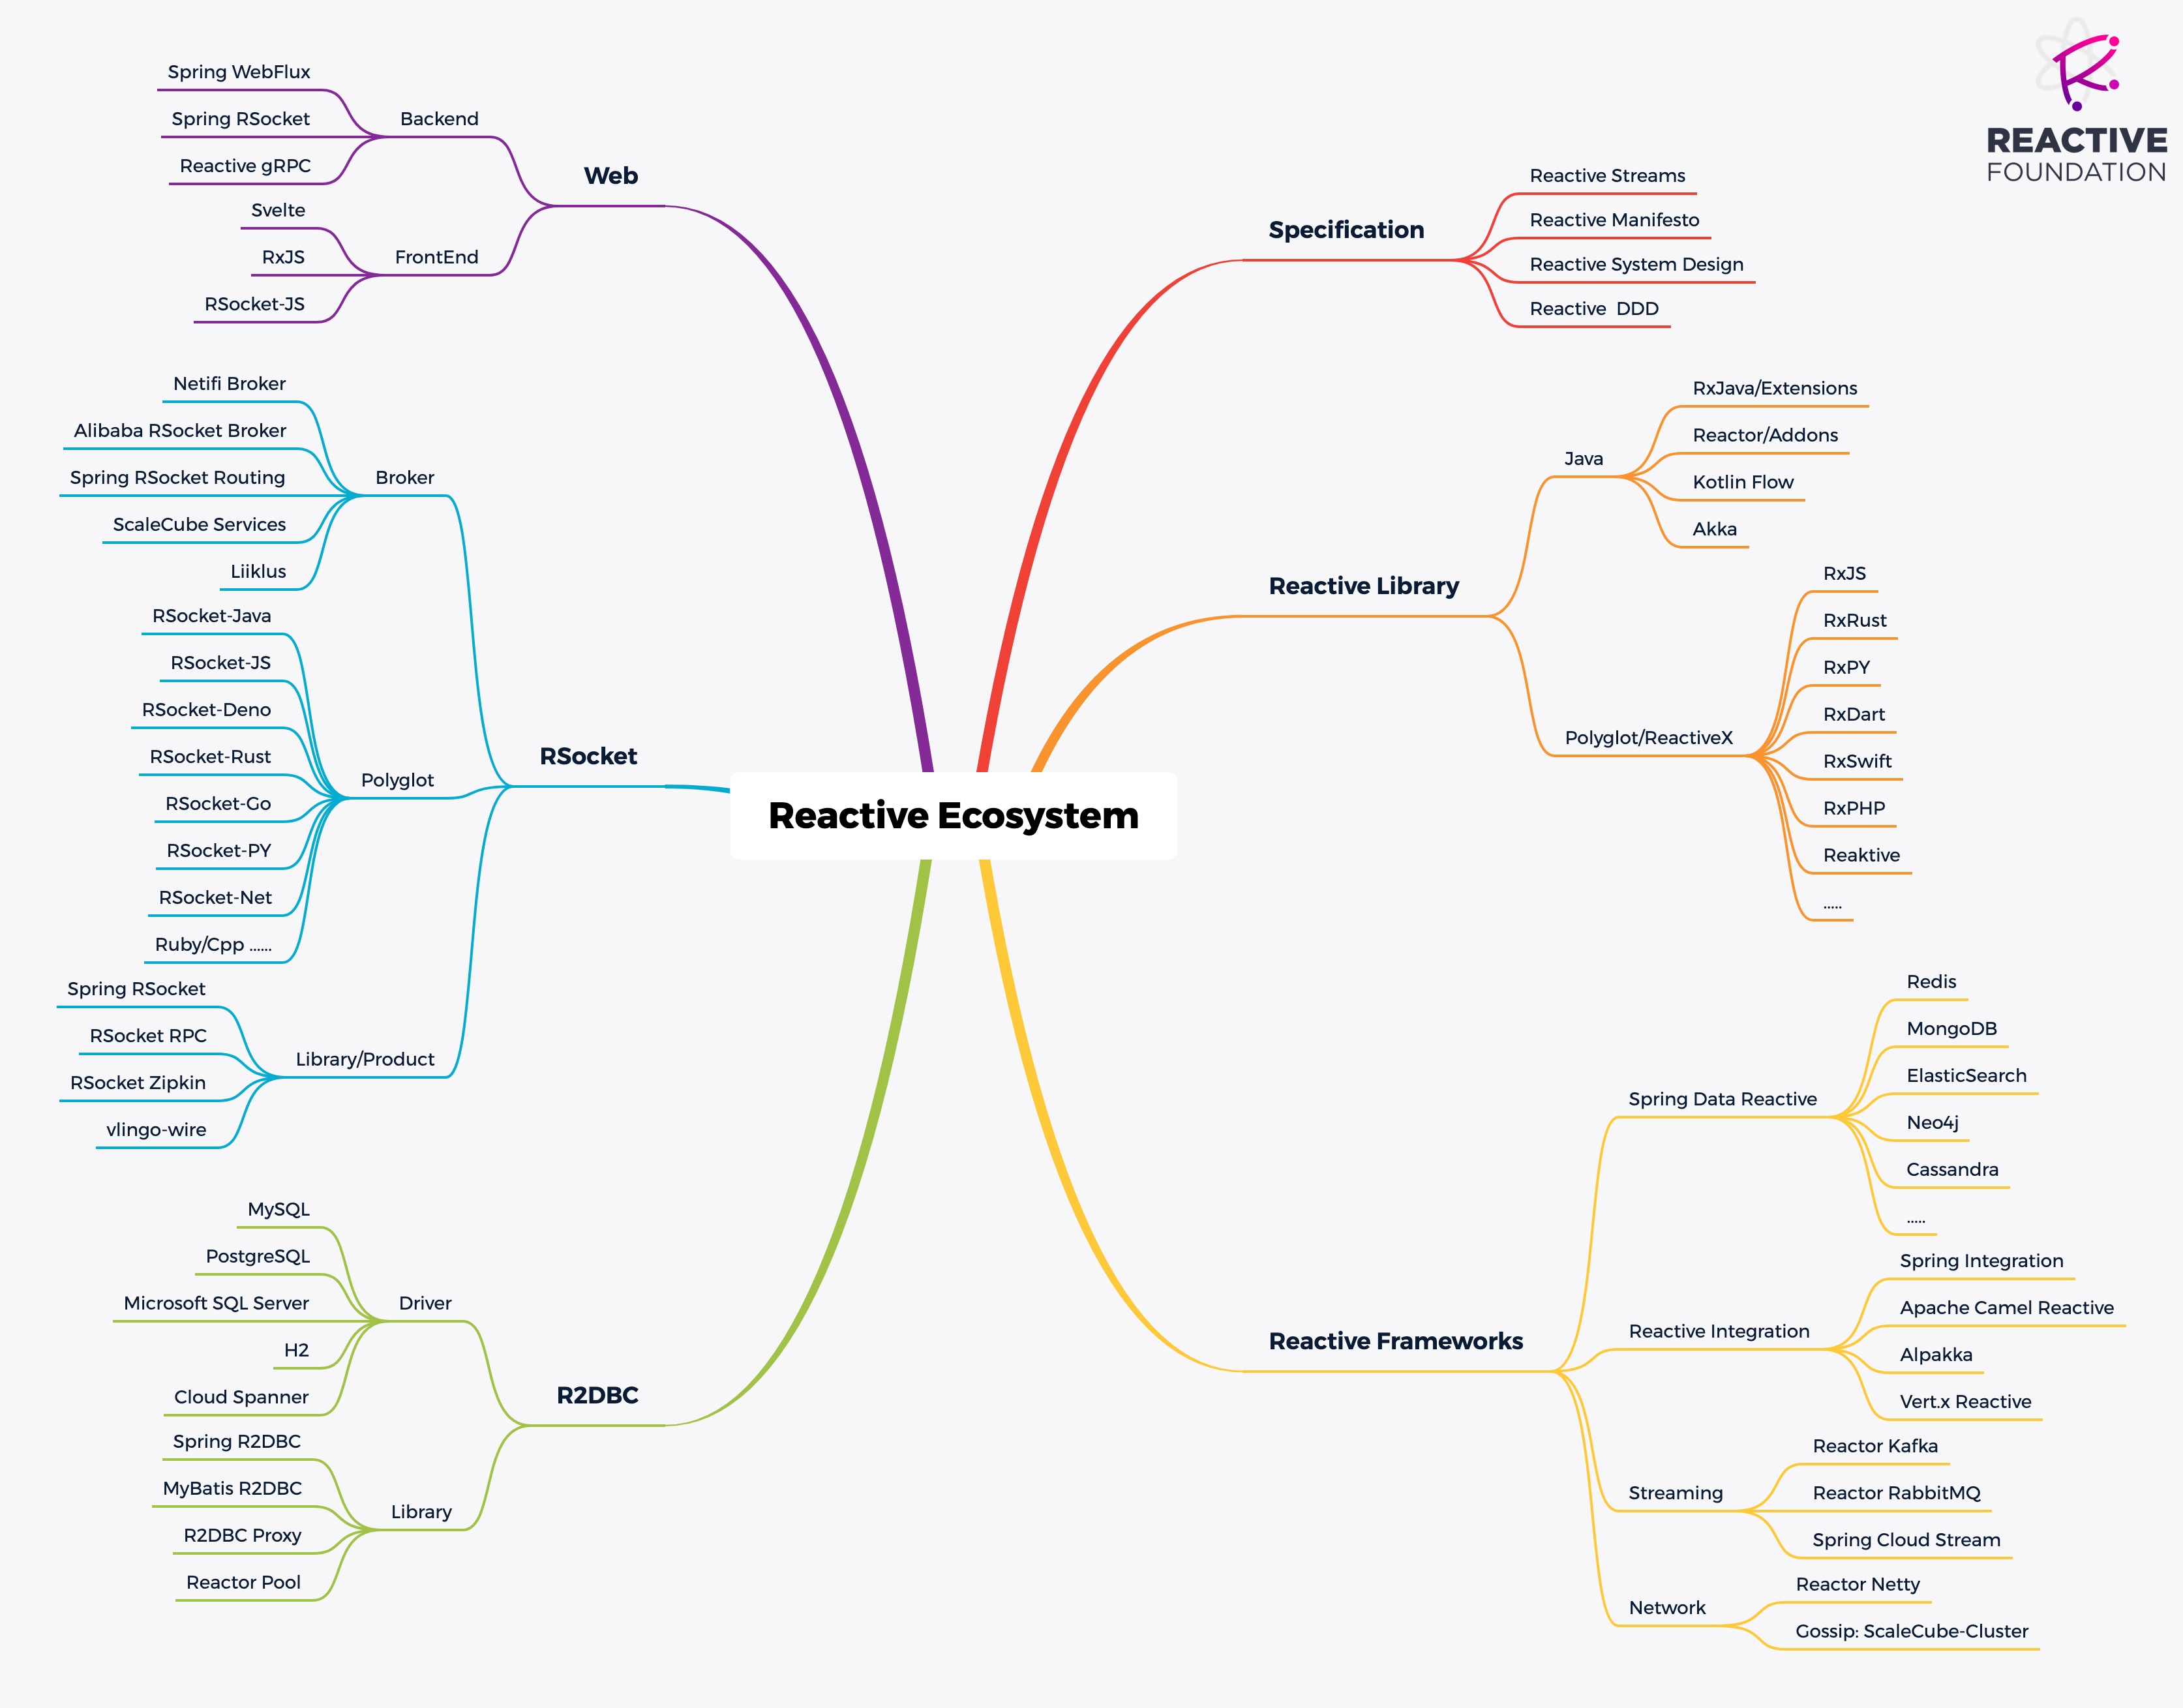 REACTIVE
FOUNDATION
Reactive Ecosystem
Web
Backend
Spring WebFlux
Spring RSocket
Reactive gRPC
FrontEnd
Svelte
RxJS
RSocket-JS
RSocket
Broker
Netifi Broker
Alibaba RSocket Broker
Spring RSocket Routing
ScaleCube Services
Liiklus
Polyglot
RSocket-Java
RSocket-JS
RSocket-Deno
RSocket-Rust
RSocket-Go
RSocket-PY
RSocket-Net
Ruby/Cpp ......
Library/Product
Spring RSocket
RSocket RPC
RSocket Zipkin
vlingo-wire
R2DBC
Driver
MySQL
PostgreSQL
Microsoft SQL Server
H2
Cloud Spanner
Library
Spring R2DBC
MyBatis R2DBC
R2DBC Proxy
Reactor Pool
Specification
Reactive Streams
Reactive Manifesto
Reactive System Design
Reactive  DDD
Reactive Library
Java
RxJava/Extensions
Reactor/Addons
Kotlin Flow
Akka
Polyglot/ReactiveX
RxJS
RxRust
RxPY
RxDart
RxSwift
RxPHP
Reaktive
.....
Reactive Frameworks
Spring Data Reactive
Redis
MongoDB
ElasticSearch
Neo4j
Cassandra
.....
Reactive Integration
Spring Integration
Apache Camel Reactive
Alpakka
Vert.x Reactive
Streaming
Reactor Kafka
Reactor RabbitMQ
Spring Cloud Stream
Network
Reactor Netty
Gossip: ScaleCube-Cluster